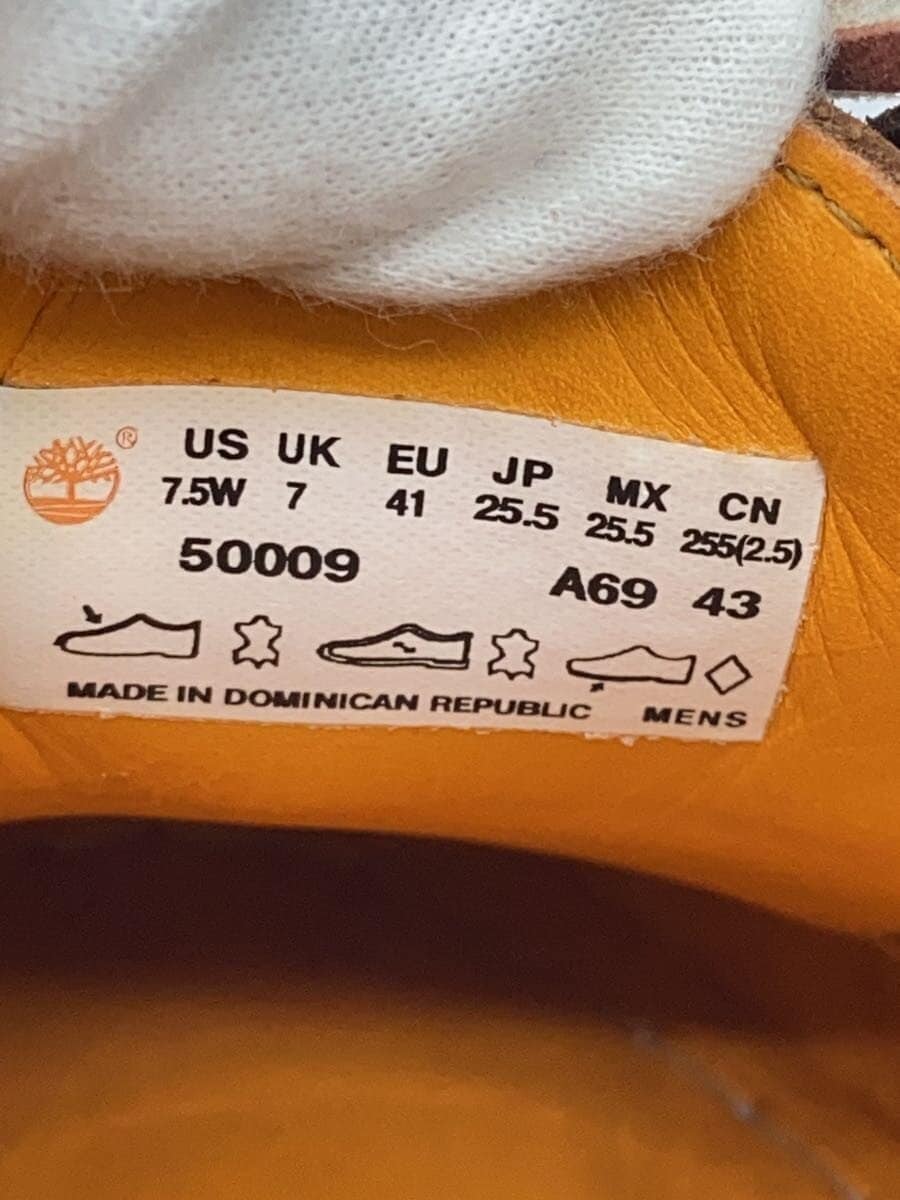 ®
US UK EU JP MX CN
7.5W 7 41 25.5 25.5 255(2.5)
50009 A69 43
MADE IN DOMINICAN REPUBLIC MENS